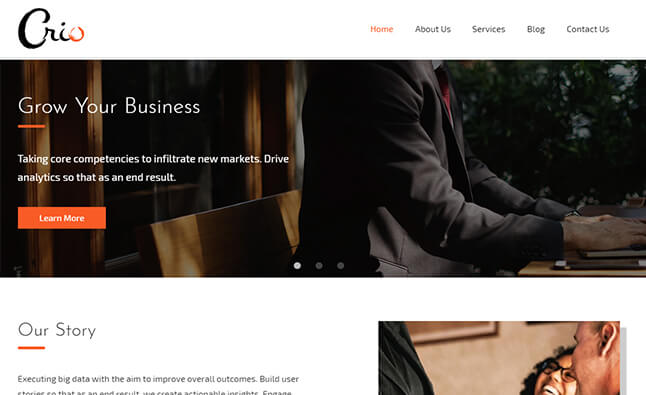 Crio
Home About Us Services Blog Contact Us
Grow Your Business
Taking core competencies to infiltrate new markets. Drive
analytics so that as an end result.
Learn More
Our Story
Executing big data with the aim to improve overall outcomes. Build user
stories so that as an end result, we create actionable insights. Engage